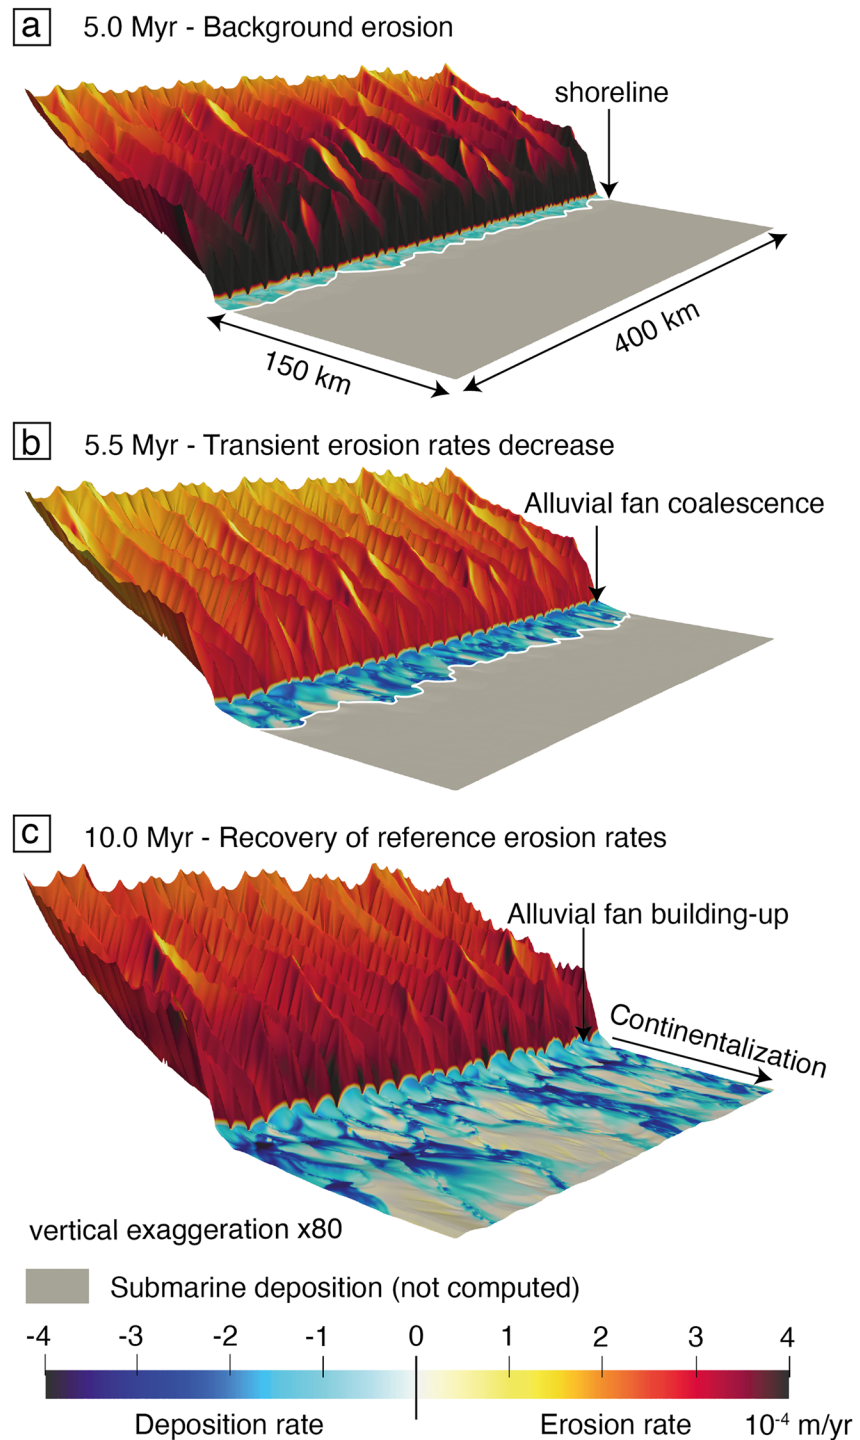 a 5.0 Myr - Background erosion
shoreline
150 km
400 km
b 5.5 Myr - Transient erosion rates decrease
Alluvial fan coalescence
c 10.0 Myr - Recovery of reference erosion rates
Alluvial fan building-up
Continentalization
vertical exaggeration x80
Submarine deposition (not computed)
-4 -3 -2 -1 0 1 2 3 4
Deposition rate Erosion rate 10⁻⁴ m/yr